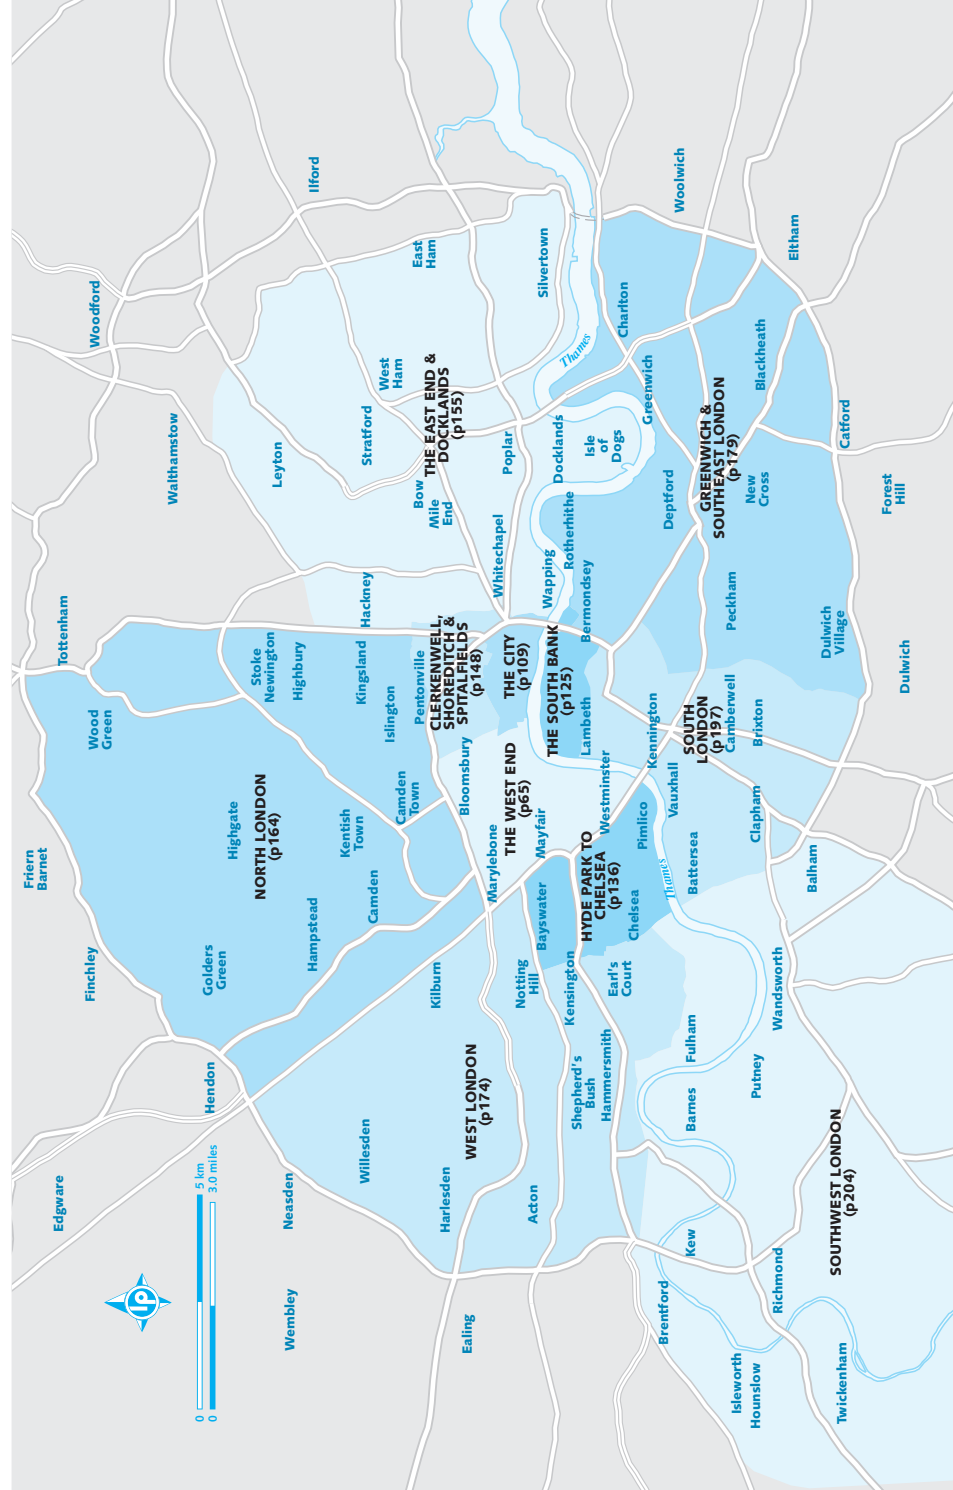 Edgware
Finchley
Friern
Barnet
Wood
Green
Tottenham
Walthamstow
Woodford
Ilford
0
5 km
0
3.0 miles
Hendon
Golders
Green
Highgate
NORTH LONDON
(p164)
Stoke
Newington
Highbury
Leyton
Neasden
Wembley
Hampstead
Kentish
Town
Kingsland
Hackney
Stratford
West
Ham
East
Ham
Willesden
Camden
Camden
Town
Islington
Pentonville
Bow
Mile
End
THE EAST END &
DOCKLANDS
(p155)
Harlesden
Kilburn
Bloomsbury
CLERKENWELL,
SHOREDITCH &
SPITALFIELDS
(p148)
Ealing
WEST LONDON
(p174)
Marylebone
THE WEST END
(p65)
THE CITY
(p109)
Whitechapel
Poplar
Acton
Notting
Hill
Bayswater
Mayfair
THE SOUTH BANK
(p125)
Wapping
Docklands
Silvertown
Shepherd's
Bush
Hammersmith
Kensington
HYDE PARK TO
CHELSEA
(p136)
Westminster
Lambeth
Bermondsey
Rotherhithe
Isle
of
Dogs
Thames
Earl's
Court
Chelsea
Pimlico
Kennington
Greenwich
Charlton
Woolwich
Brentford
Kew
Barnes
Fulham
Thames
Battersea
Vauxhall
SOUTH
LONDON
(p197)
Camberwell
Deptford
GREENWICH &
SOUTHEAST LONDON
(p179)
Isleworth
Hounslow
Richmond
Putney
Wandsworth
Clapham
Brixton
Peckham
New
Cross
Blackheath
Eltham
Twickenham
SOUTHWEST LONDON
(p204)
Balham
Dulwich
Village
Catford
Dulwich
Forest
Hill
lp